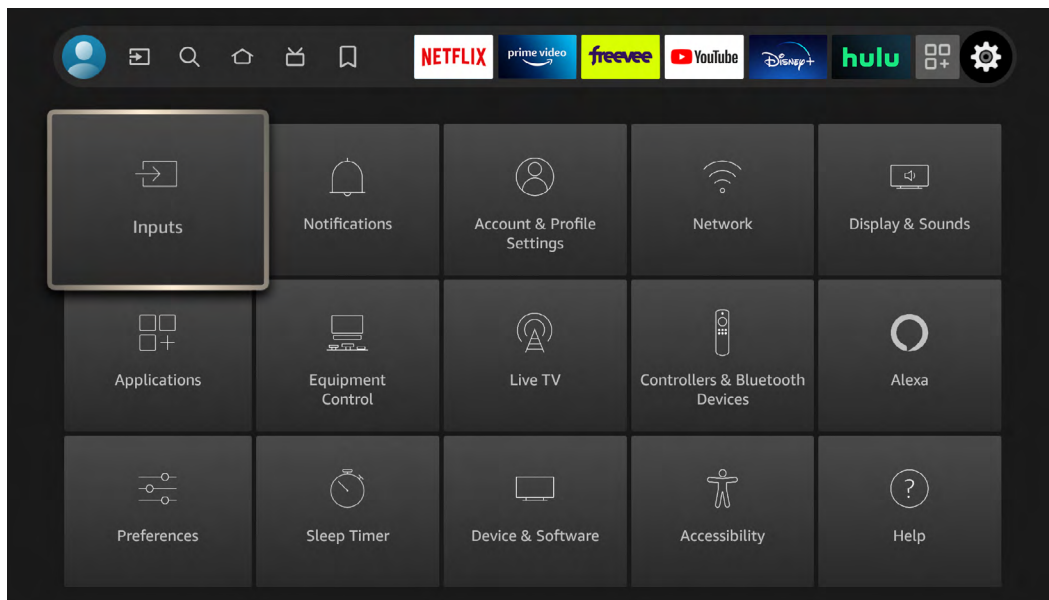 NETFLIX
prime video
freevee
YouTube
Disney+
hulu
Inputs
Notifications
Account & Profile
Settings
Network
Display & Sounds
Applications
Equipment
Control
Live TV
Controllers & Bluetooth
Devices
Alexa
Preferences
Sleep Timer
Device & Software
Accessibility
?
Help